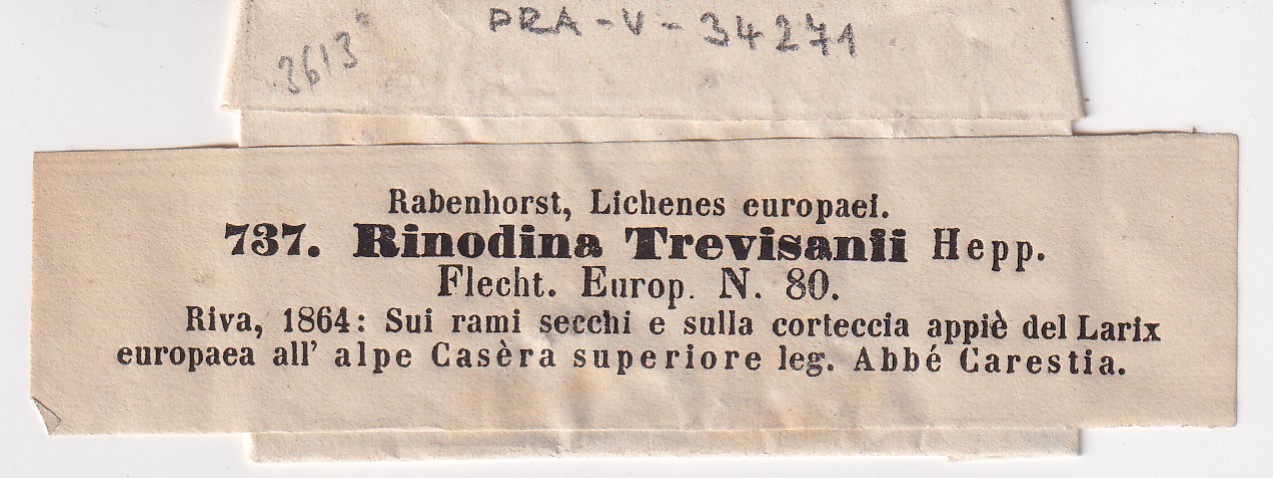 PRA-V-34271
3613
Rabenhorst, Lichenes europaei.
737. Rinodina Trevisanii Hepp.
Flecht. Europ. N. 80.
Riva, 1864: Sui rami secchi e sulla corteccia appiè del Larix
europaea all' alpe Casèra superiore leg. Abbé Carestia.